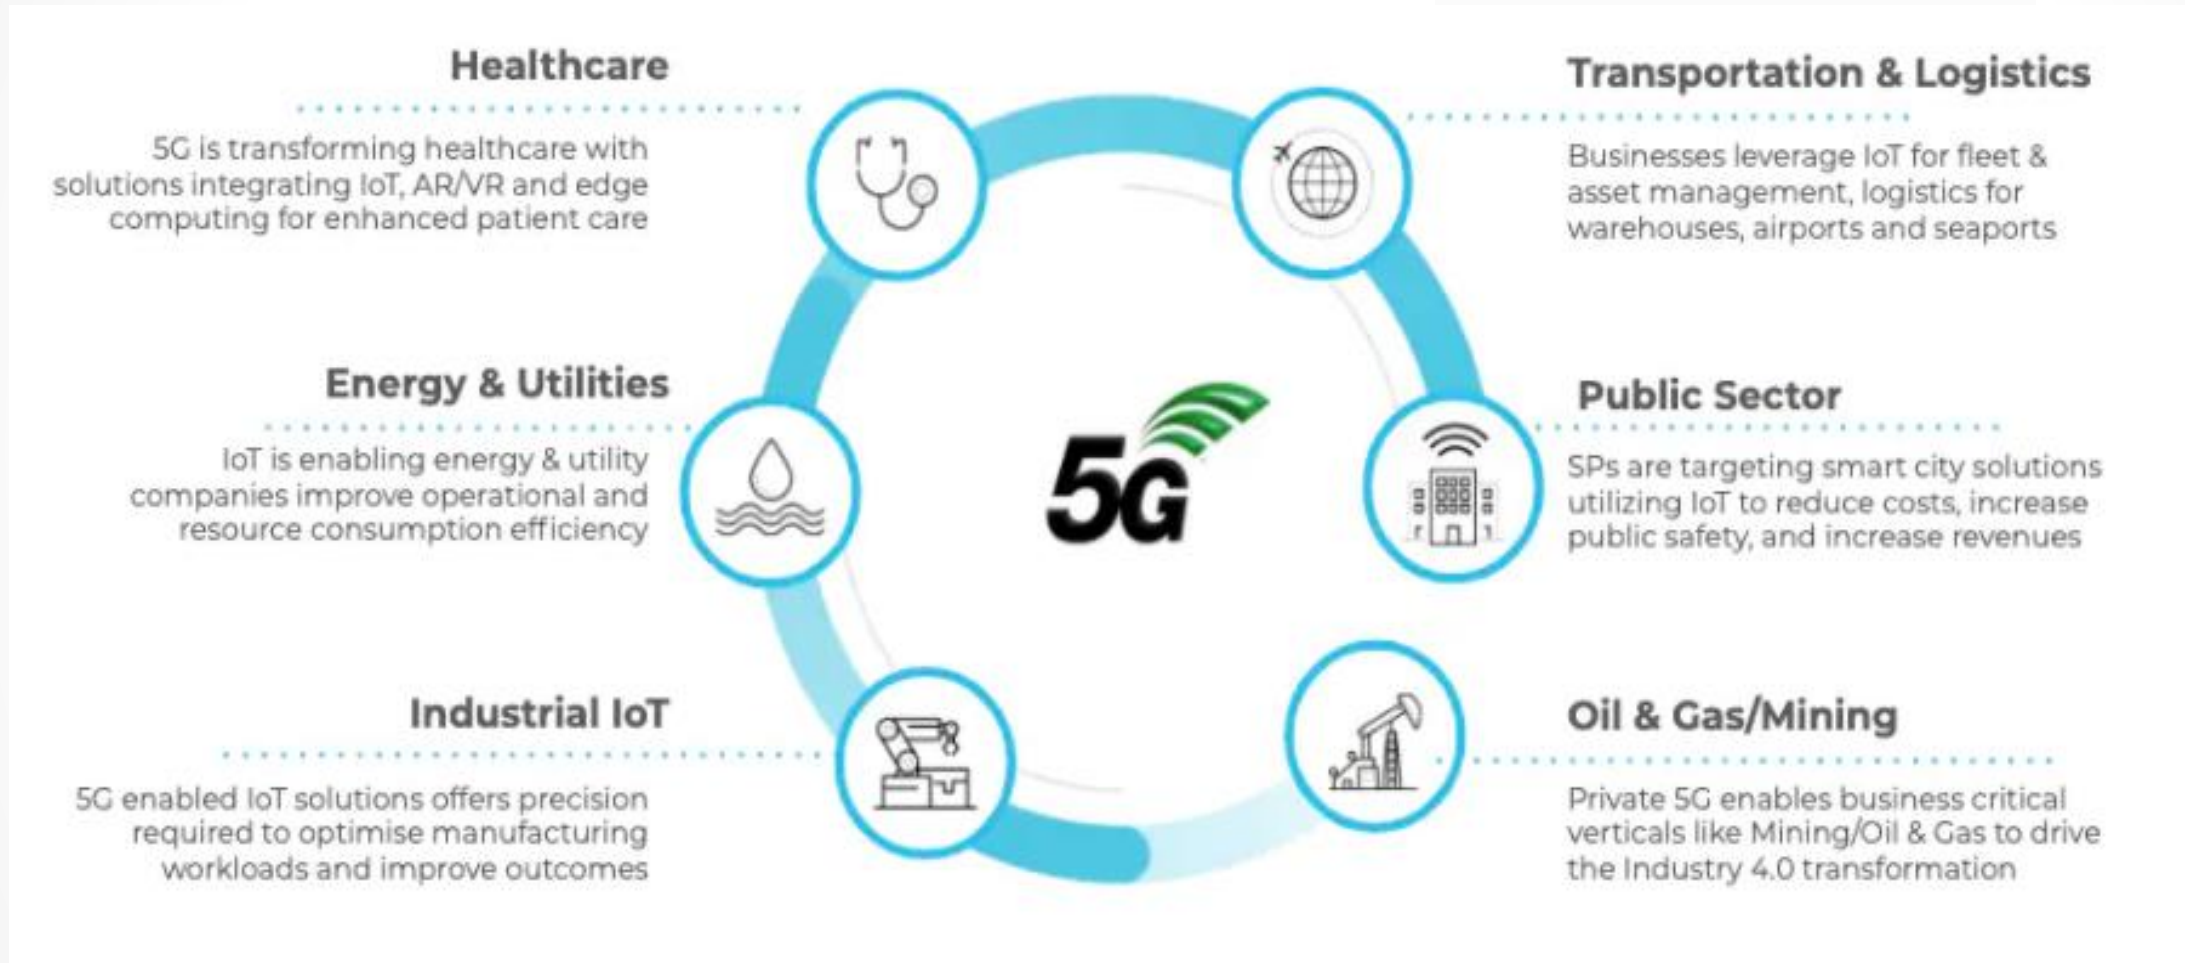 Healthcare
5G is transforming healthcare with
solutions integrating IoT, AR/VR and edge
computing for enhanced patient care
Energy & Utilities
IoT is enabling energy & utility
companies improve operational and
resource consumption efficiency
Industrial IoT
5G enabled IoT solutions offers precision
required to optimise manufacturing
workloads and improve outcomes
5G
Transportation & Logistics
Businesses leverage IoT for fleet &
asset management, logistics for
warehouses, airports and seaports
Public Sector
SPs are targeting smart city solutions
utilizing IoT to reduce costs, increase
public safety, and increase revenues
Oil & Gas/Mining
Private 5G enables business critical
verticals like Mining/Oil & Gas to drive
the Industry 4.0 transformation